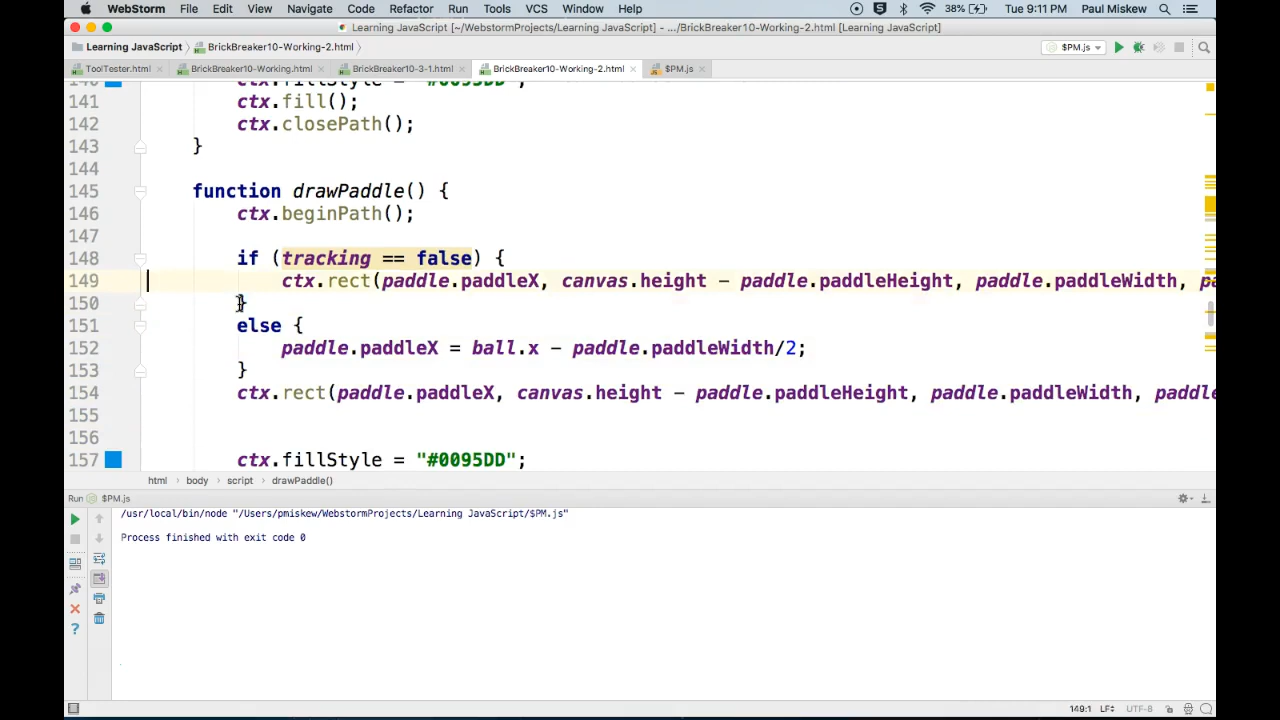 WebStorm File Edit View Navigate Code Refactor Run Tools VCS Window Help 38% Tue 9:11 PM Paul Miskew
Learning JavaScript [~/WebstormProjects/Learning JavaScript] - .../BrickBreaker10-Working-2.html [Learning JavaScript]
Learning JavaScript BrickBreaker10-Working-2.html $PM.js
ToolTester.html BrickBreaker10-Working.html BrickBreaker10-3-1.html BrickBreaker10-Working-2.html $PM.js
140 ctx.fillStyle = "#0095DD";
141 ctx.fill();
142 ctx.closePath();
143 }
144
145 function drawPaddle() {
146 ctx.beginPath();
147
148 if (tracking == false) {
149 ctx.rect(paddle.paddleX, canvas.height - paddle.paddleHeight, paddle.paddleWidth, pa
150 }
151 else {
152 paddle.paddleX = ball.x - paddle.paddleWidth/2;
153 }
154 ctx.rect(paddle.paddleX, canvas.height - paddle.paddleHeight, paddle.paddleWidth, paddle
155
156
157 ctx.fillStyle = "#0095DD";
html body script drawPaddle()
Run $PM.js
/usr/local/bin/node "/Users/pmiskew/WebstormProjects/Learning JavaScript/$PM.js"
Process finished with exit code 0
149:1 LF UTF-8